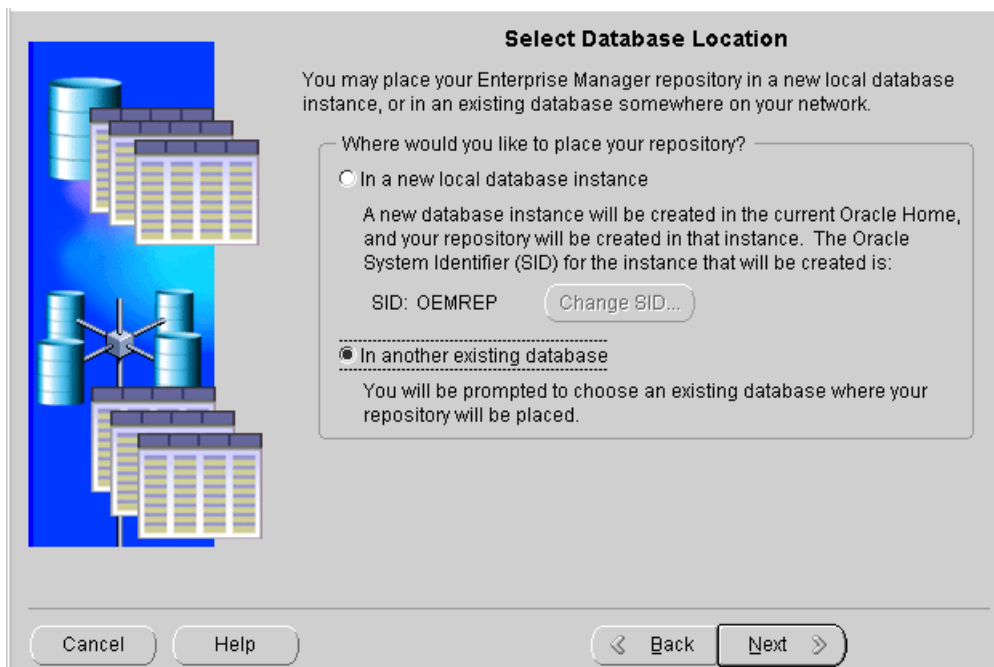 Select Database Location
You may place your Enterprise Manager repository in a new local database
instance, or in an existing database somewhere on your network.
Where would you like to place your repository?
In a new local database instance
A new database instance will be created in the current Oracle Home,
and your repository will be created in that instance. The Oracle
System Identifier (SID) for the instance that will be created is:
SID: OEMREP Change SID...
In another existing database
You will be prompted to choose an existing database where your
repository will be placed.
Cancel Help Back Next